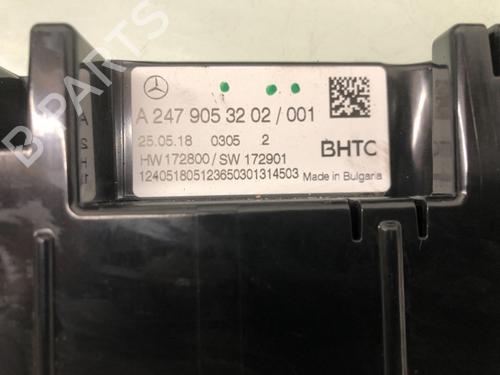 A 247 905 32 02 / 001
25.05.18 0305 2
HW 172800 / SW 172901
BHTC
124051805123650301314503 Made in Bulgaria
B PARTS